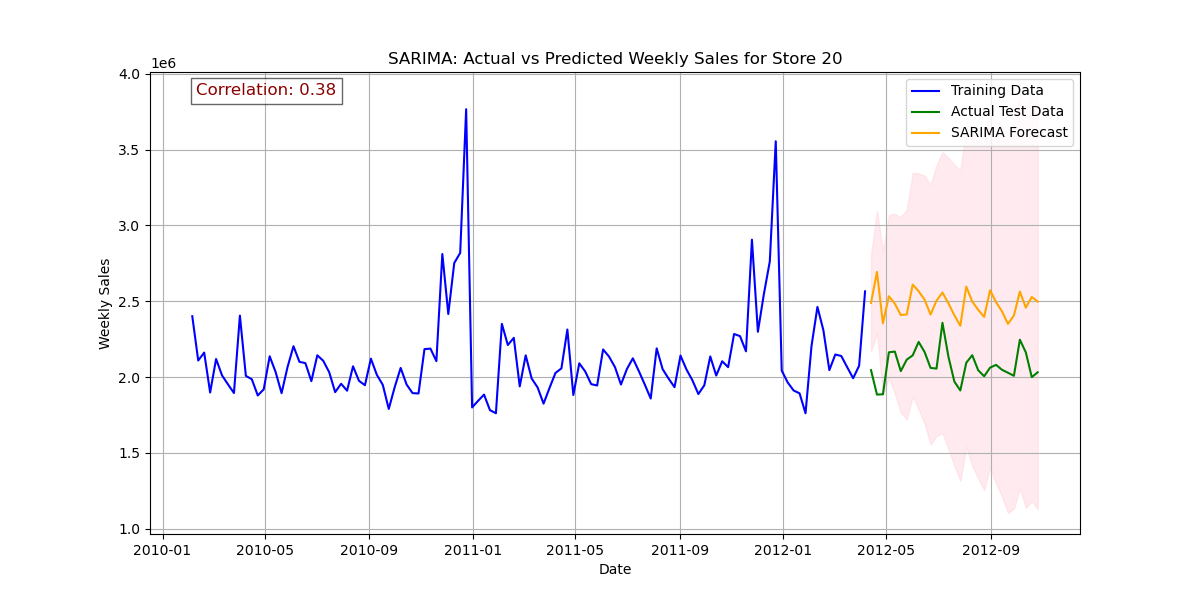 SARIMA: Actual vs Predicted Weekly Sales for Store 20
1e6
Correlation: 0.38
Training Data
Actual Test Data
SARIMA Forecast
4.0
3.5
3.0
2.5
2.0
1.5
1.0
Weekly Sales
2010-01 2010-05 2010-09 2011-01 2011-05 2011-09 2012-01 2012-05 2012-09
Date